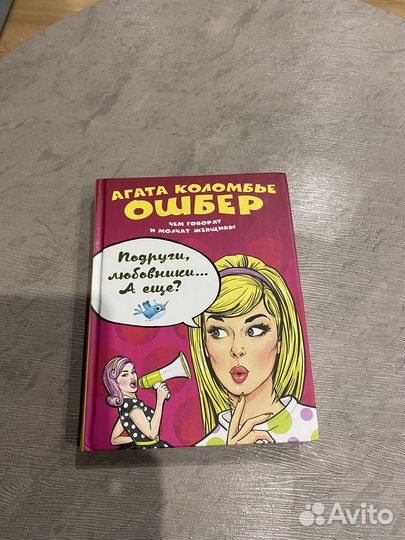 АГАТА КОЛОМБЬЕ
ОШБЕР
ЧЕМ ГОВОРЯТ
И МОЛЧАТ ЖЕНЩИНЫ
Подруги,
любовники...
А еще?
Avito